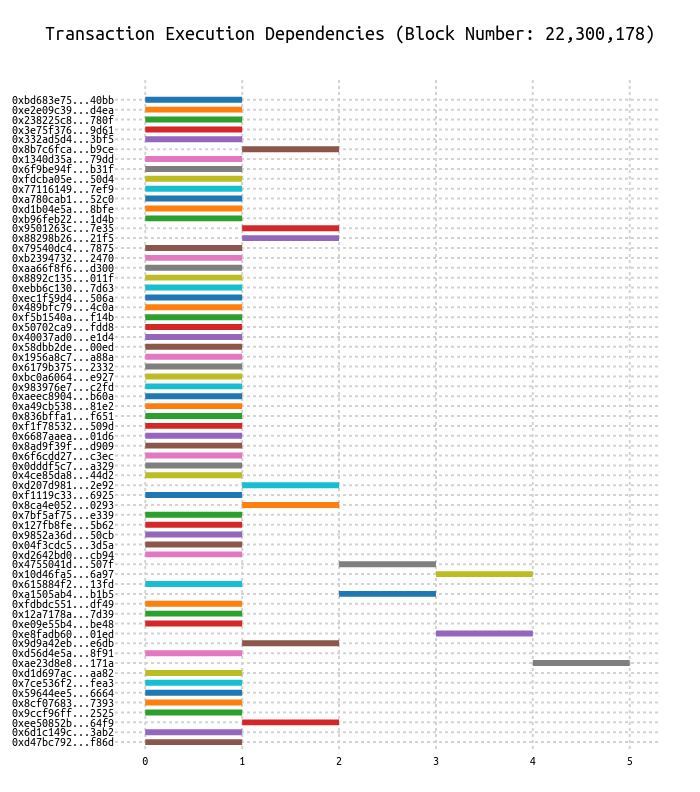 Transaction Execution Dependencies (Block Number: 22,300,178)
0xbd683e75...40bb
0xe2e09c39...d4ea
0x238225c8...780f
0x3e75f376...9d61
0x332ad5d4...3bf5
0x8b7c6fca...b9ce
0x1340d35a...79dd
0x6f9be94f...b31f
0xfdcba05e...50d4
0x77116149...7ef9
0xa780cab1...52c0
0xd1b04e5a...8bfe
0xb96feb22...1d4b
0x9501263c...7e35
0x88298b26...21f5
0x79540dc4...7875
0xb2394732...2470
0xaa66f8f6...d300
0x8892c135...011f
0xebb6c130...7d63
0xec1f59d4...506a
0x489bfc79...4c0a
0xf5b1540a...f14b
0x50702ca9...fdd8
0x40037ad0...e1d4
0x58dbb2de...00ed
0x1956a8c7...a88a
0x6179b375...2332
0xbc0a6064...e927
0x983976e7...c2fd
0xaeec8904...b60a
0xa49cb538...81e2
0x836bffa1...f651
0xf1f78532...509d
0x6687aaea...01d6
0x8ad9f39f...d909
0x6f6cdd27...c3ec
0x0dddf5c7...a329
0x4ce85da8...44d2
0xd207d981...2e92
0xf1119c33...6925
0x8ca4e052...0293
0x7bf5af75...e339
0x127fb8fe...5b62
0x9852a36d...50cb
0x04f3cdc5...3d5a
0xd2642bd0...cb94
0x4755041d...507f
0x10d46fa5...6a97
0x615884f2...13fd
0xa1505ab4...b1b5
0xfdbdc551...df49
0x12a7178a...7d39
0xe09e55b4...be48
0xe8fadb60...01ed
0x9d9a42eb...e6db
0xd56d4e5a...8f91
0xae23d8e8...171a
0xd1d697ac...aa82
0x7ce536f2...fea3
0x59644ee5...6664
0x8cf07683...7393
0x9ccf96ff...2525
0xee50852b...64f9
0x6d1c149c...3ab2
0xd47bc792...f86d
0 1 2 3 4 5